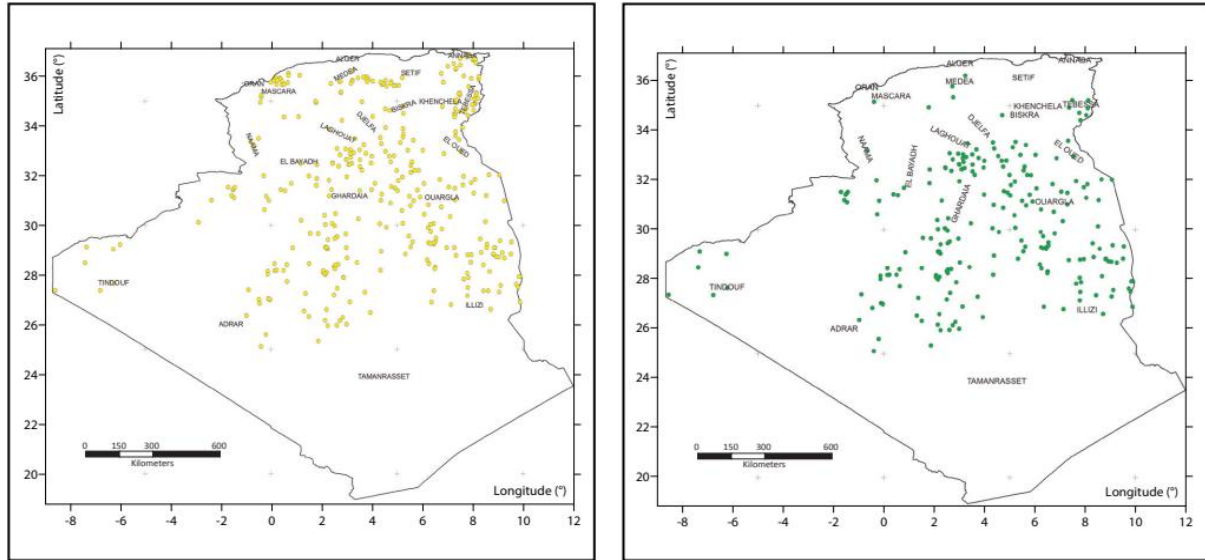 Latitude (°)
36
34
32
30
28
26
24
22
20
ALGER
ANNABA
ORAN
MEDEA
SETIF
MASCARA
BISKRA
KHENCHELA
TEBESSA
DJELFA
LAGHOUAT
NAAMA
EL OUED
EL BAYADH
GHARDAIA
OUARGLA
TINDOUF
ILLIZI
ADRAR
TAMANRASSET
0 150 300 600
Kilometers
Longitude (°)
-8 -6 -4 -2 0 2 4 6 8 10 12
Latitude (°)
36
34
32
30
28
26
24
22
20
ALGER
ANNABA
ORAN
MEDEA
SETIF
MASCARA
KHENCHELA
TEBESSA
BISKRA
DJELFA
LAGHOUAT
NAAMA
EL OUED
EL BAYADH
GHARDAIA
OUARGLA
TINDOUF
ILLIZI
ADRAR
TAMANRASSET
0 150 300 600
Kilometers
Longitude (°)
-8 -6 -4 -2 0 2 4 6 8 10 12